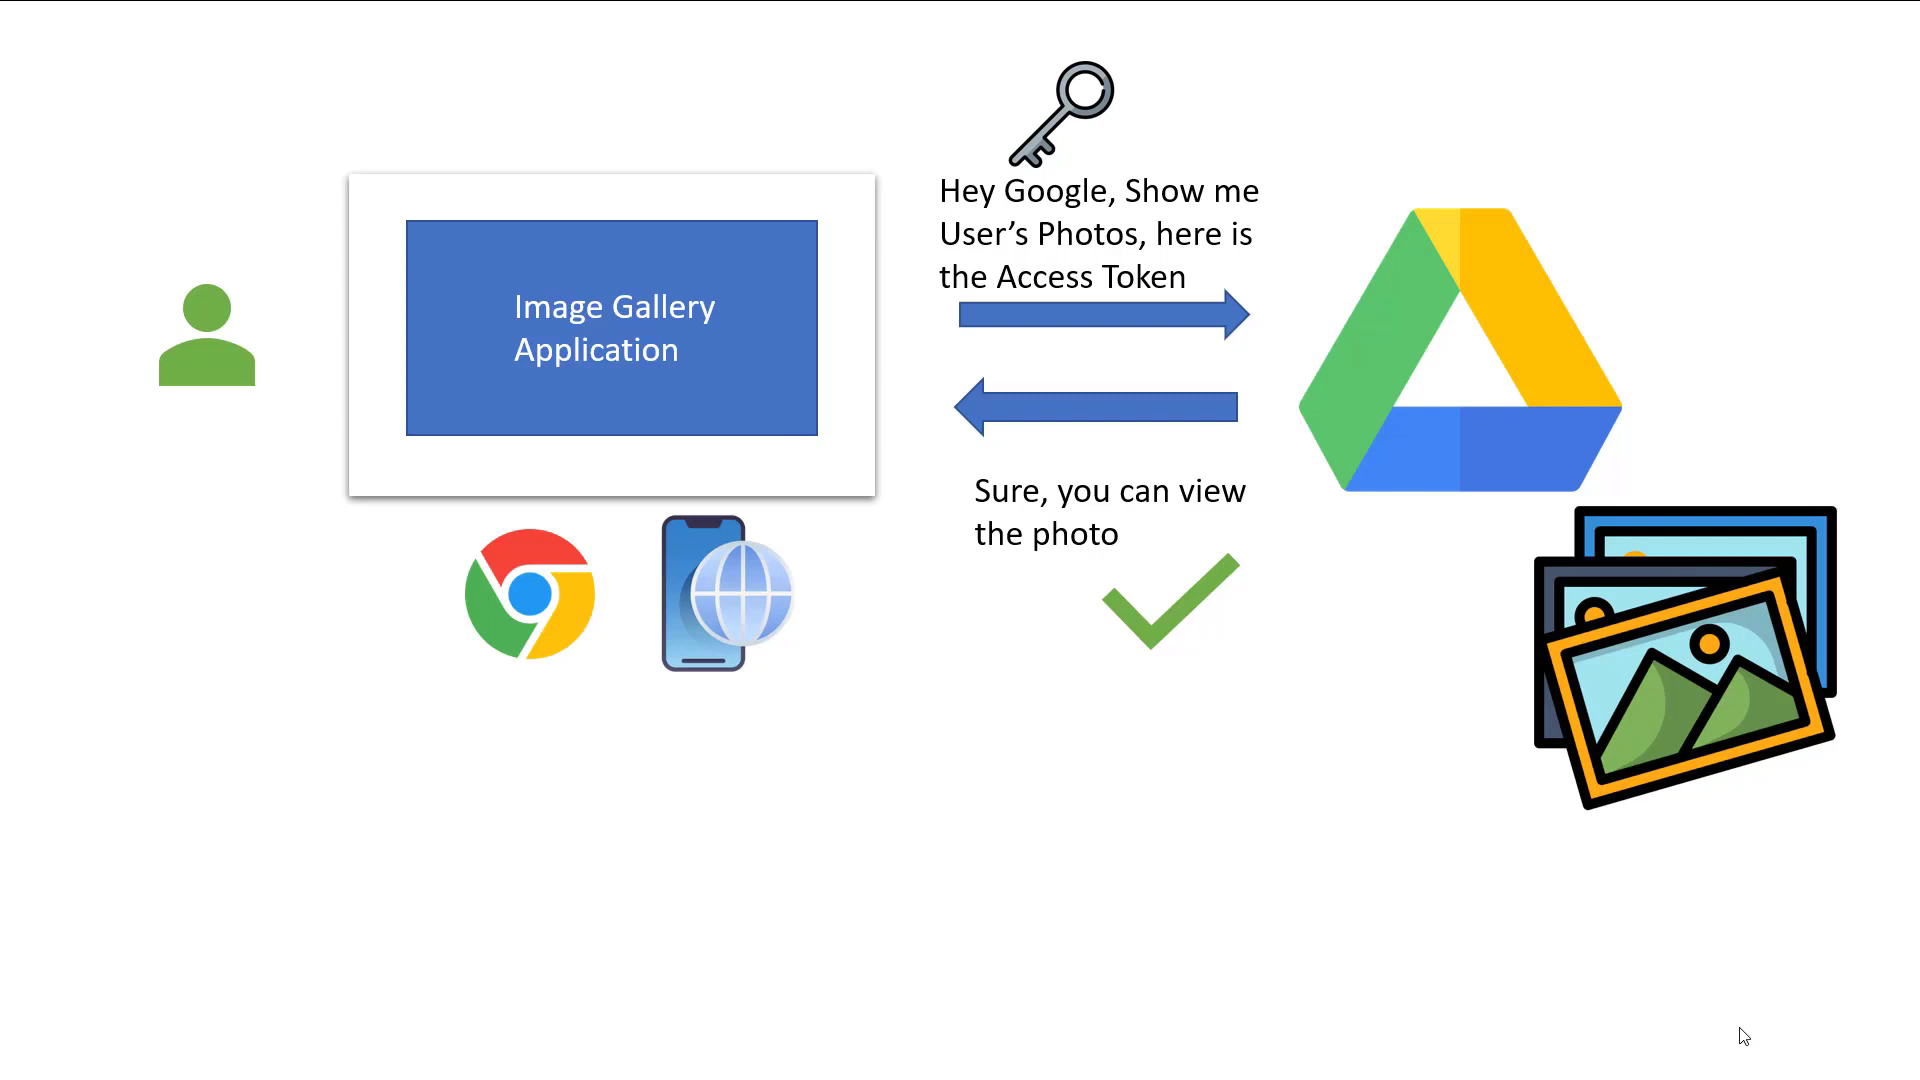 Hey Google, Show me
User’s Photos, here is
the Access Token
Image Gallery
Application
Sure, you can view
the photo